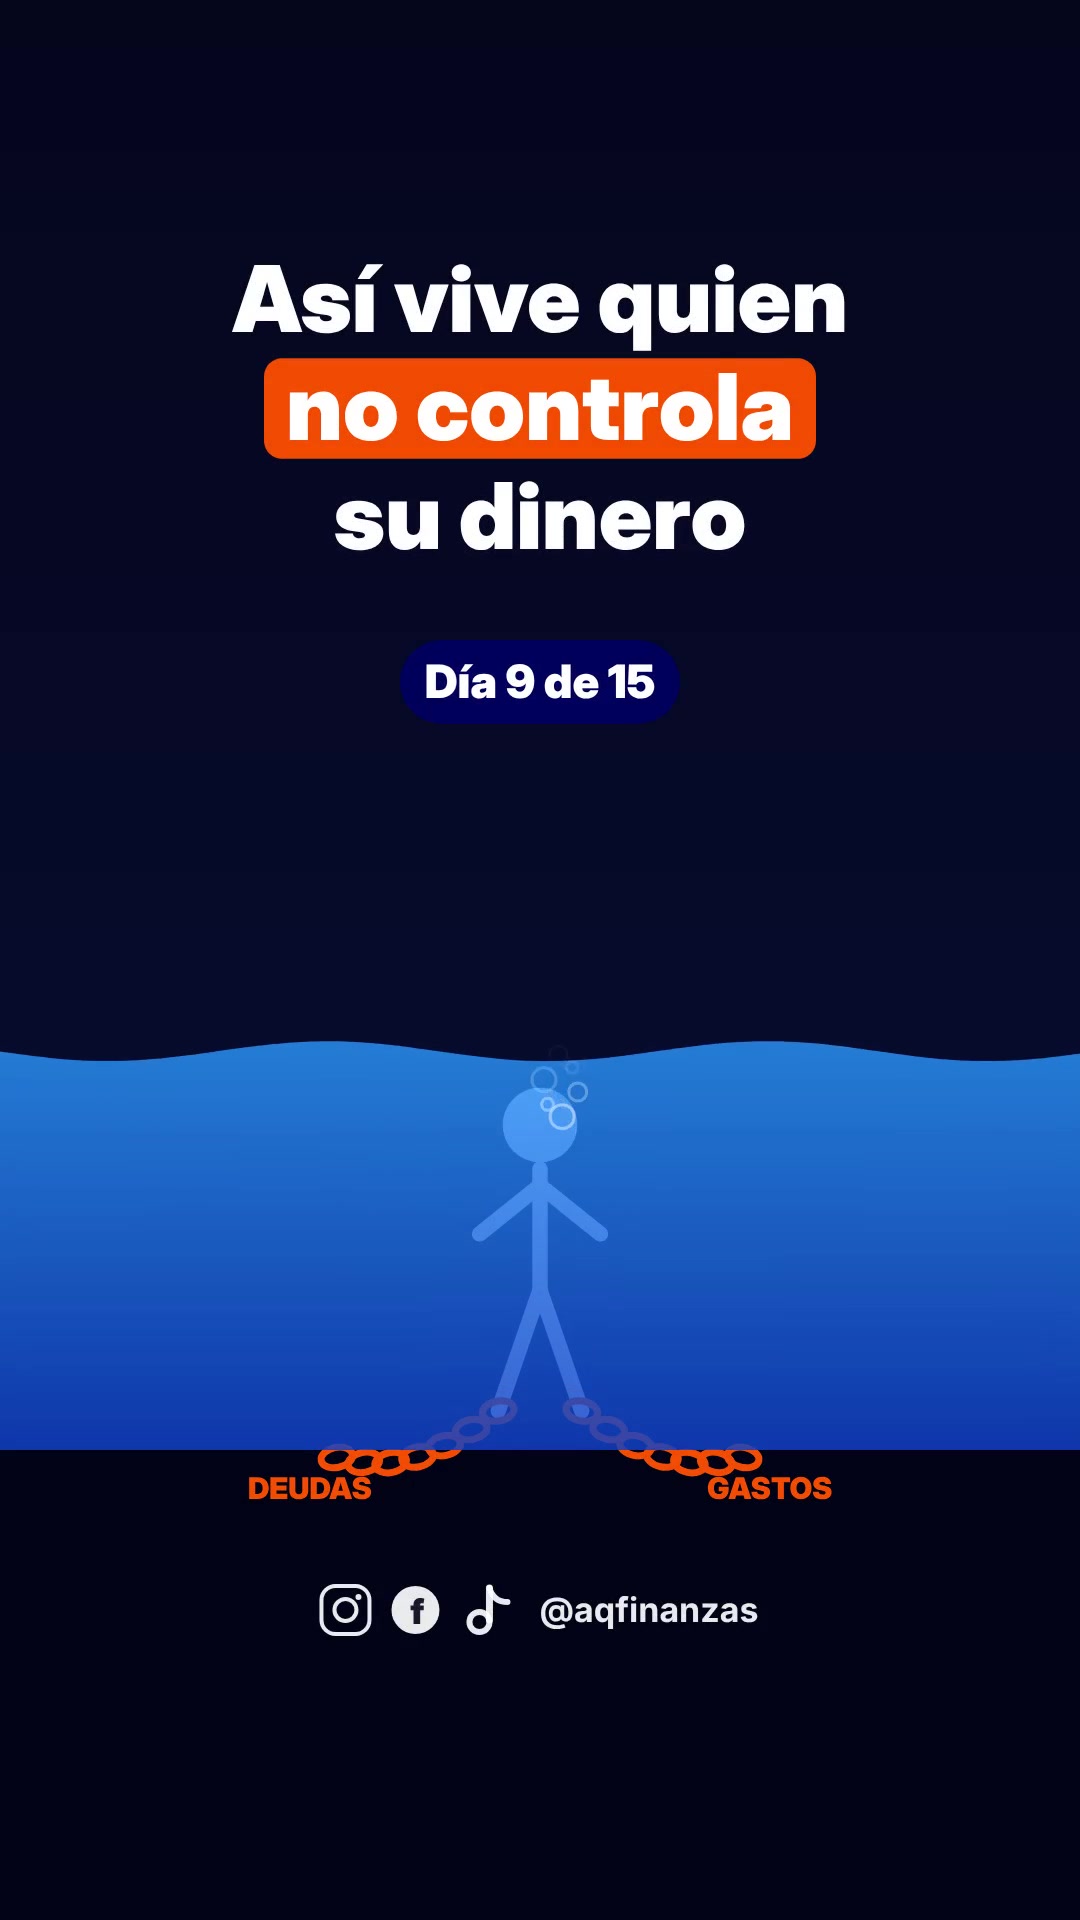 Así vive quien
no controla
su dinero
Día 9 de 15
DEUDAS
GASTOS
@aqfinanzas